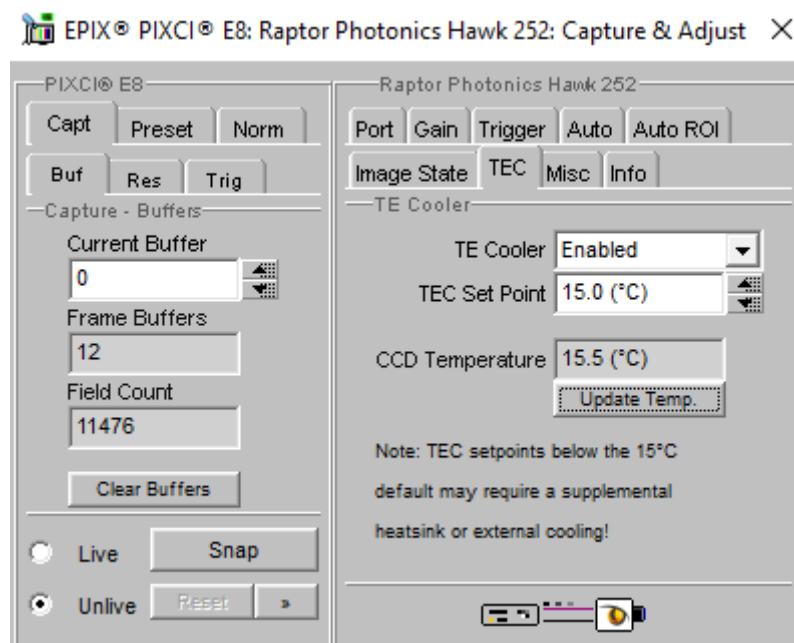 EPIX® PIXCI® E8: Raptor Photonics Hawk 252: Capture & Adjust
PIXCI® E8
Capt Preset Norm
Buf Res Trig
Capture - Buffers
Current Buffer
0
Frame Buffers
12
Field Count
11476
Clear Buffers
Live Snap
Unlive Reset »
Raptor Photonics Hawk 252
Port Gain Trigger Auto Auto ROI
Image State TEC Misc Info
TE Cooler
TE Cooler Enabled
TEC Set Point 15.0 (°C)
CCD Temperature 15.5 (°C)
Update Temp.
Note: TEC setpoints below the 15°C
default may require a supplemental
heatsink or external cooling!